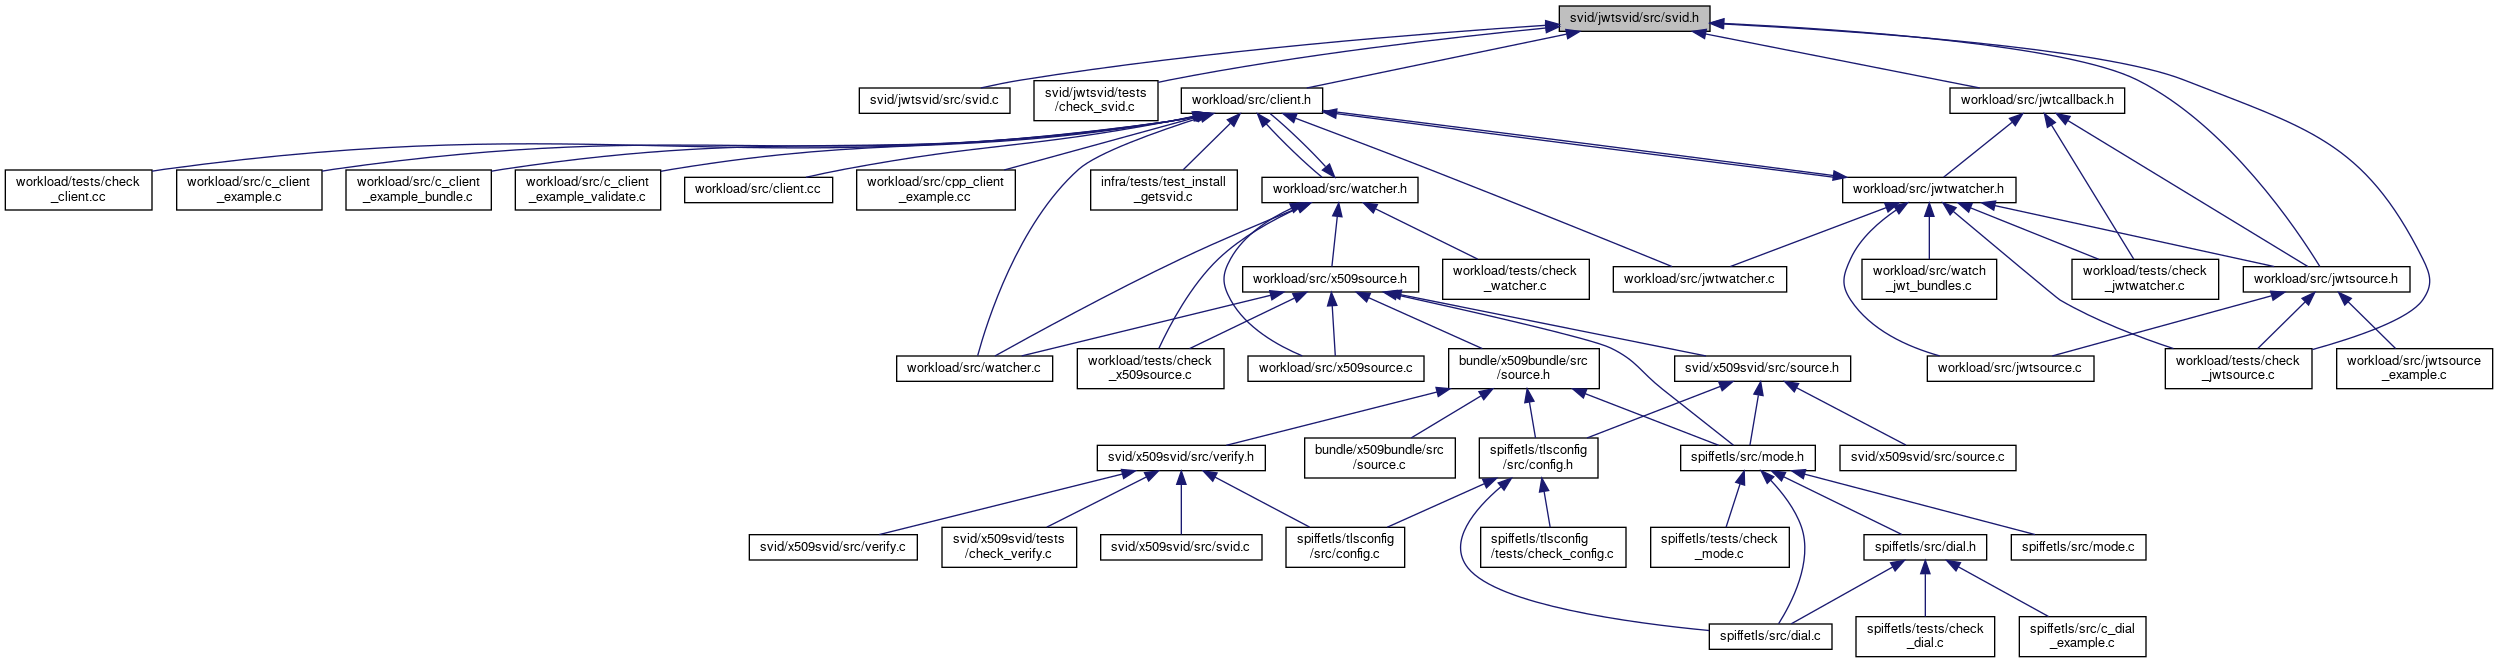 svid/jwtsvid/src/svid.h
svid/jwtsvid/src/svid.c
svid/jwtsvid/tests
/check_svid.c
workload/src/client.h
workload/src/jwtcallback.h
workload/tests/check
_client.cc
workload/src/c_client
_example.c
workload/src/c_client
_example_bundle.c
workload/src/c_client
_example_validate.c
workload/src/client.cc
workload/src/cpp_client
_example.cc
infra/tests/test_install
_getsvid.c
workload/src/watcher.h
workload/src/jwtwatcher.h
workload/src/x509source.h
workload/tests/check
_watcher.c
workload/src/jwtwatcher.c
workload/src/watch
_jwt_bundles.c
workload/tests/check
_jwtwatcher.c
workload/src/jwtsource.h
workload/src/watcher.c
workload/tests/check
_x509source.c
workload/src/x509source.c
bundle/x509bundle/src
/source.h
svid/x509svid/src/source.h
workload/src/jwtsource.c
workload/tests/check
_jwtsource.c
workload/src/jwtsource
_example.c
svid/x509svid/src/verify.h
bundle/x509bundle/src
/source.c
spiffetls/tlsconfig
/src/config.h
spiffetls/src/mode.h
svid/x509svid/src/source.c
svid/x509svid/src/verify.c
svid/x509svid/tests
/check_verify.c
svid/x509svid/src/svid.c
spiffetls/tlsconfig
/src/config.c
spiffetls/tlsconfig
/tests/check_config.c
spiffetls/tests/check
_mode.c
spiffetls/src/dial.h
spiffetls/src/mode.c
spiffetls/src/dial.c
spiffetls/tests/check
_dial.c
spiffetls/src/c_dial
_example.c